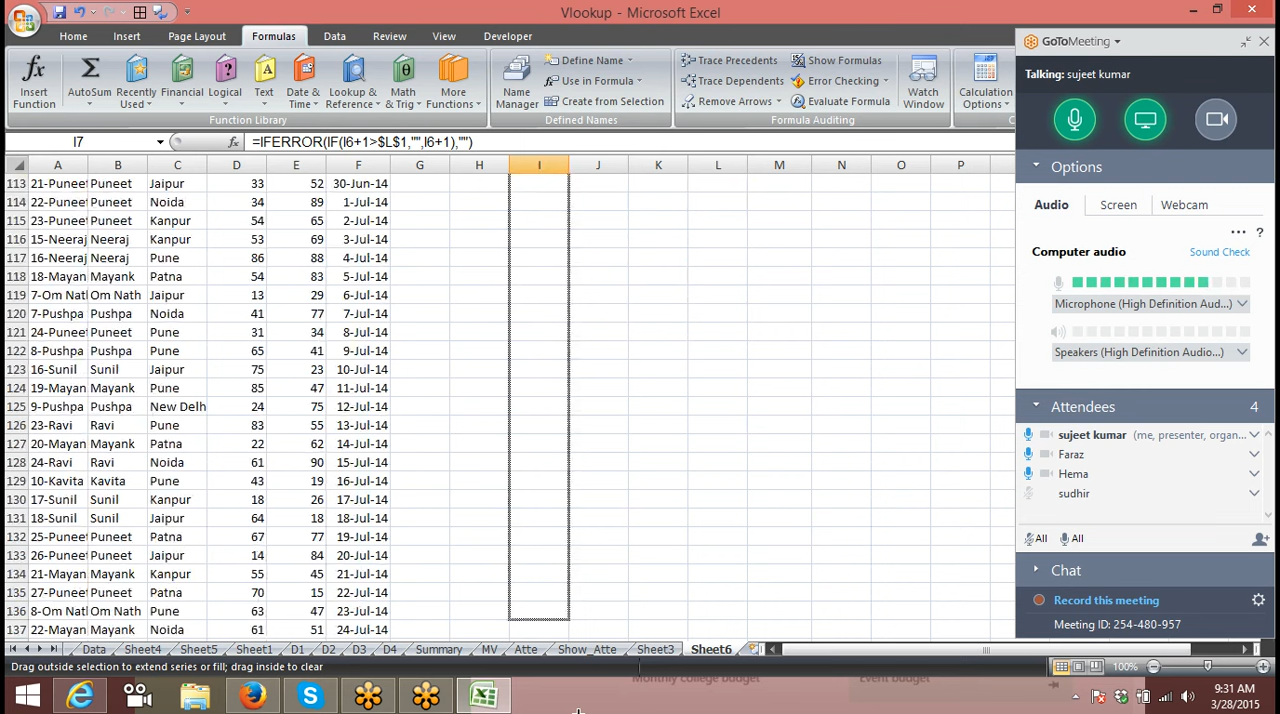 Vlookup - Microsoft Excel
Home Insert Page Layout Formulas Data Review View Developer
Insert Function
AutoSum
Recently Used
Financial
Logical
Text
Date & Time
Lookup & Reference
Math & Trig
More Functions
Function Library
Name Manager
Define Name
Use in Formula
Create from Selection
Defined Names
Trace Precedents
Trace Dependents
Remove Arrows
Show Formulas
Error Checking
Evaluate Formula
Formula Auditing
Watch Window
Calculation Options
I7 fx =IFERROR(IF(I6+1>$L$1,"",I6+1),"")
A B C D E F G H I J K L M N O P
113 21-Puneet Puneet Jaipur 33 52 30-Jun-14
114 22-Puneet Puneet Noida 34 89 1-Jul-14
115 23-Puneet Puneet Kanpur 54 65 2-Jul-14
116 15-Neeraj Neeraj Kanpur 53 69 3-Jul-14
117 16-Neeraj Neeraj Pune 86 88 4-Jul-14
118 18-Mayan Mayank Patna 54 83 5-Jul-14
119 7-Om Nath Om Nath Jaipur 13 29 6-Jul-14
120 7-Pushpa Pushpa Noida 41 77 7-Jul-14
121 24-Puneet Puneet Pune 31 34 8-Jul-14
122 8-Pushpa Pushpa Pune 65 41 9-Jul-14
123 16-Sunil Sunil Jaipur 75 23 10-Jul-14
124 19-Mayan Mayank Pune 85 47 11-Jul-14
125 9-Pushpa Pushpa New Delh 24 75 12-Jul-14
126 23-Ravi Ravi Pune 83 55 13-Jul-14
127 20-Mayan Mayank Patna 22 62 14-Jul-14
128 24-Ravi Ravi Noida 61 90 15-Jul-14
129 10-Kavita Kavita Pune 43 19 16-Jul-14
130 17-Sunil Sunil Kanpur 18 26 17-Jul-14
131 18-Sunil Sunil Jaipur 64 18 18-Jul-14
132 25-Puneet Puneet Patna 67 77 19-Jul-14
133 26-Puneet Puneet Jaipur 14 84 20-Jul-14
134 21-Mayan Mayank Kanpur 55 45 21-Jul-14
135 27-Puneet Puneet Patna 70 15 22-Jul-14
136 8-Om Nath Om Nath Pune 63 47 23-Jul-14
137 22-Mayan Mayank Noida 61 51 24-Jul-14
Data Sheet4 Sheet5 Sheet1 D1 D2 D3 D4 Summary MV Atte Show_Atte Sheet3 Sheet6
Drag outside selection to extend series or fill; drag inside to clear
100%
Monthly college budget Event budget
9:31 AM
3/28/2015
GoToMeeting
Talking: sujeet kumar
Options
Audio Screen Webcam
... ?
Computer audio Sound Check
Microphone (High Definition Aud...)
Speakers (High Definition Audio...)
Attendees 4
sujeet kumar (me, presenter, organ...
Faraz
Hema
sudhir
All All
Chat
Record this meeting
Meeting ID: 254-480-957